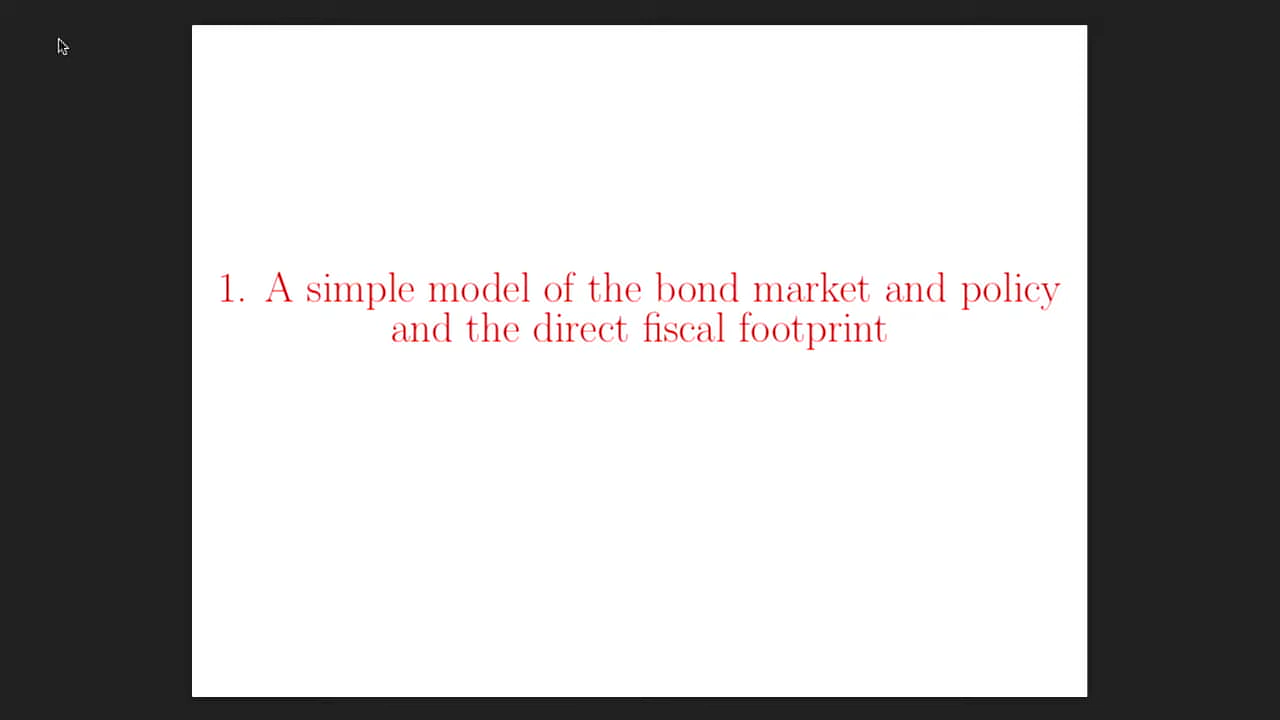 1. A simple model of the bond market and policy
and the direct fiscal footprint